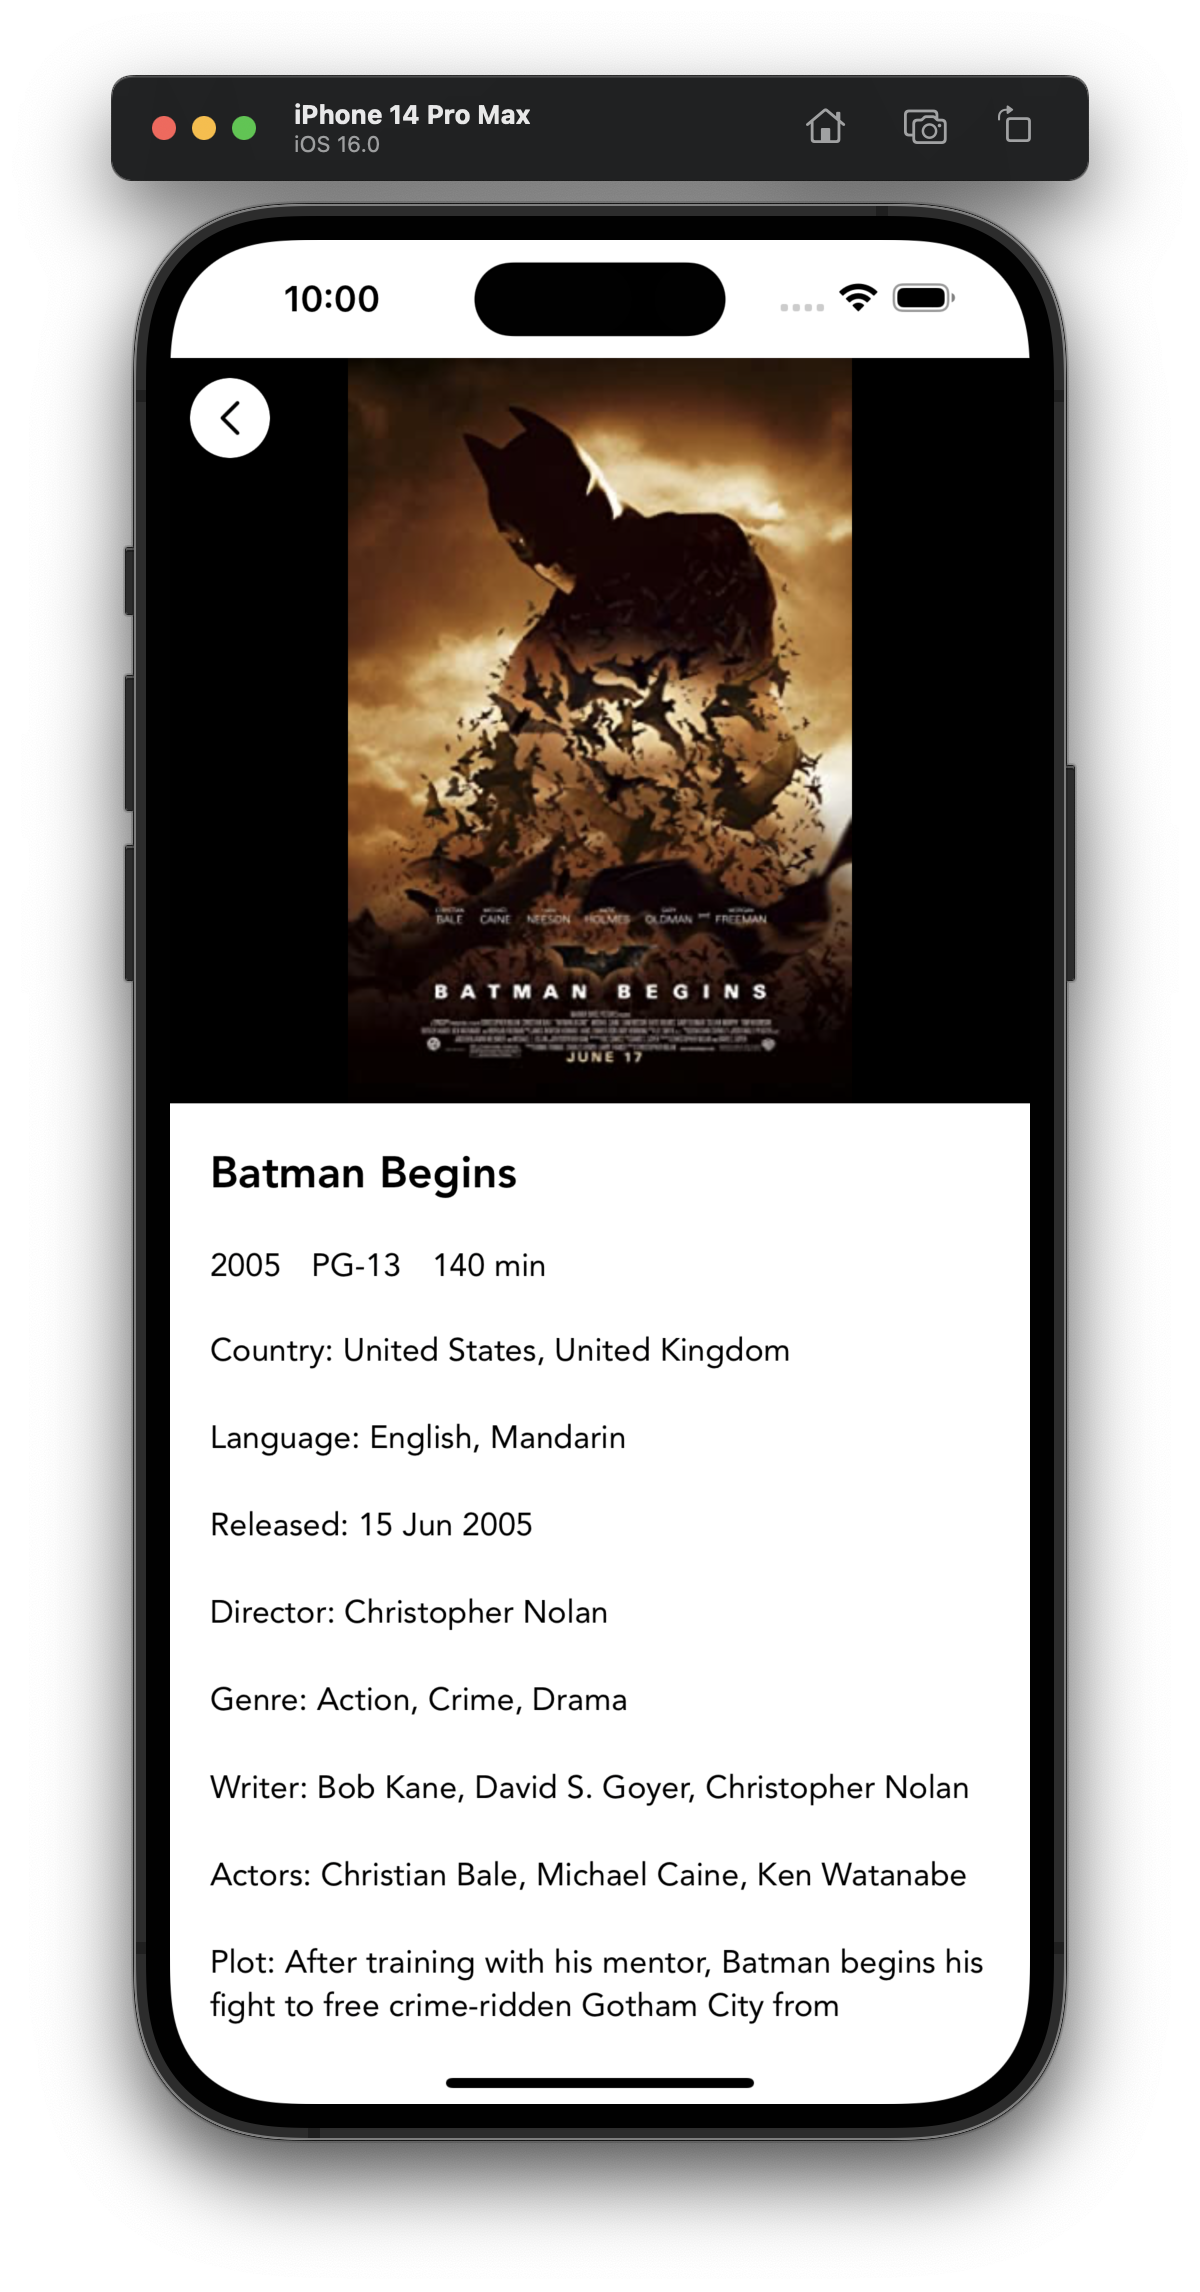 iPhone 14 Pro Max
iOS 16.0
10:00
BALE CAINE NEESON HOLMES OLDMAN FREEMAN
BATMAN BEGINS
JUNE 17
Batman Begins
2005 PG-13 140 min
Country: United States, United Kingdom
Language: English, Mandarin
Released: 15 Jun 2005
Director: Christopher Nolan
Genre: Action, Crime, Drama
Writer: Bob Kane, David S. Goyer, Christopher Nolan
Actors: Christian Bale, Michael Caine, Ken Watanabe
Plot: After training with his mentor, Batman begins his
fight to free crime-ridden Gotham City from